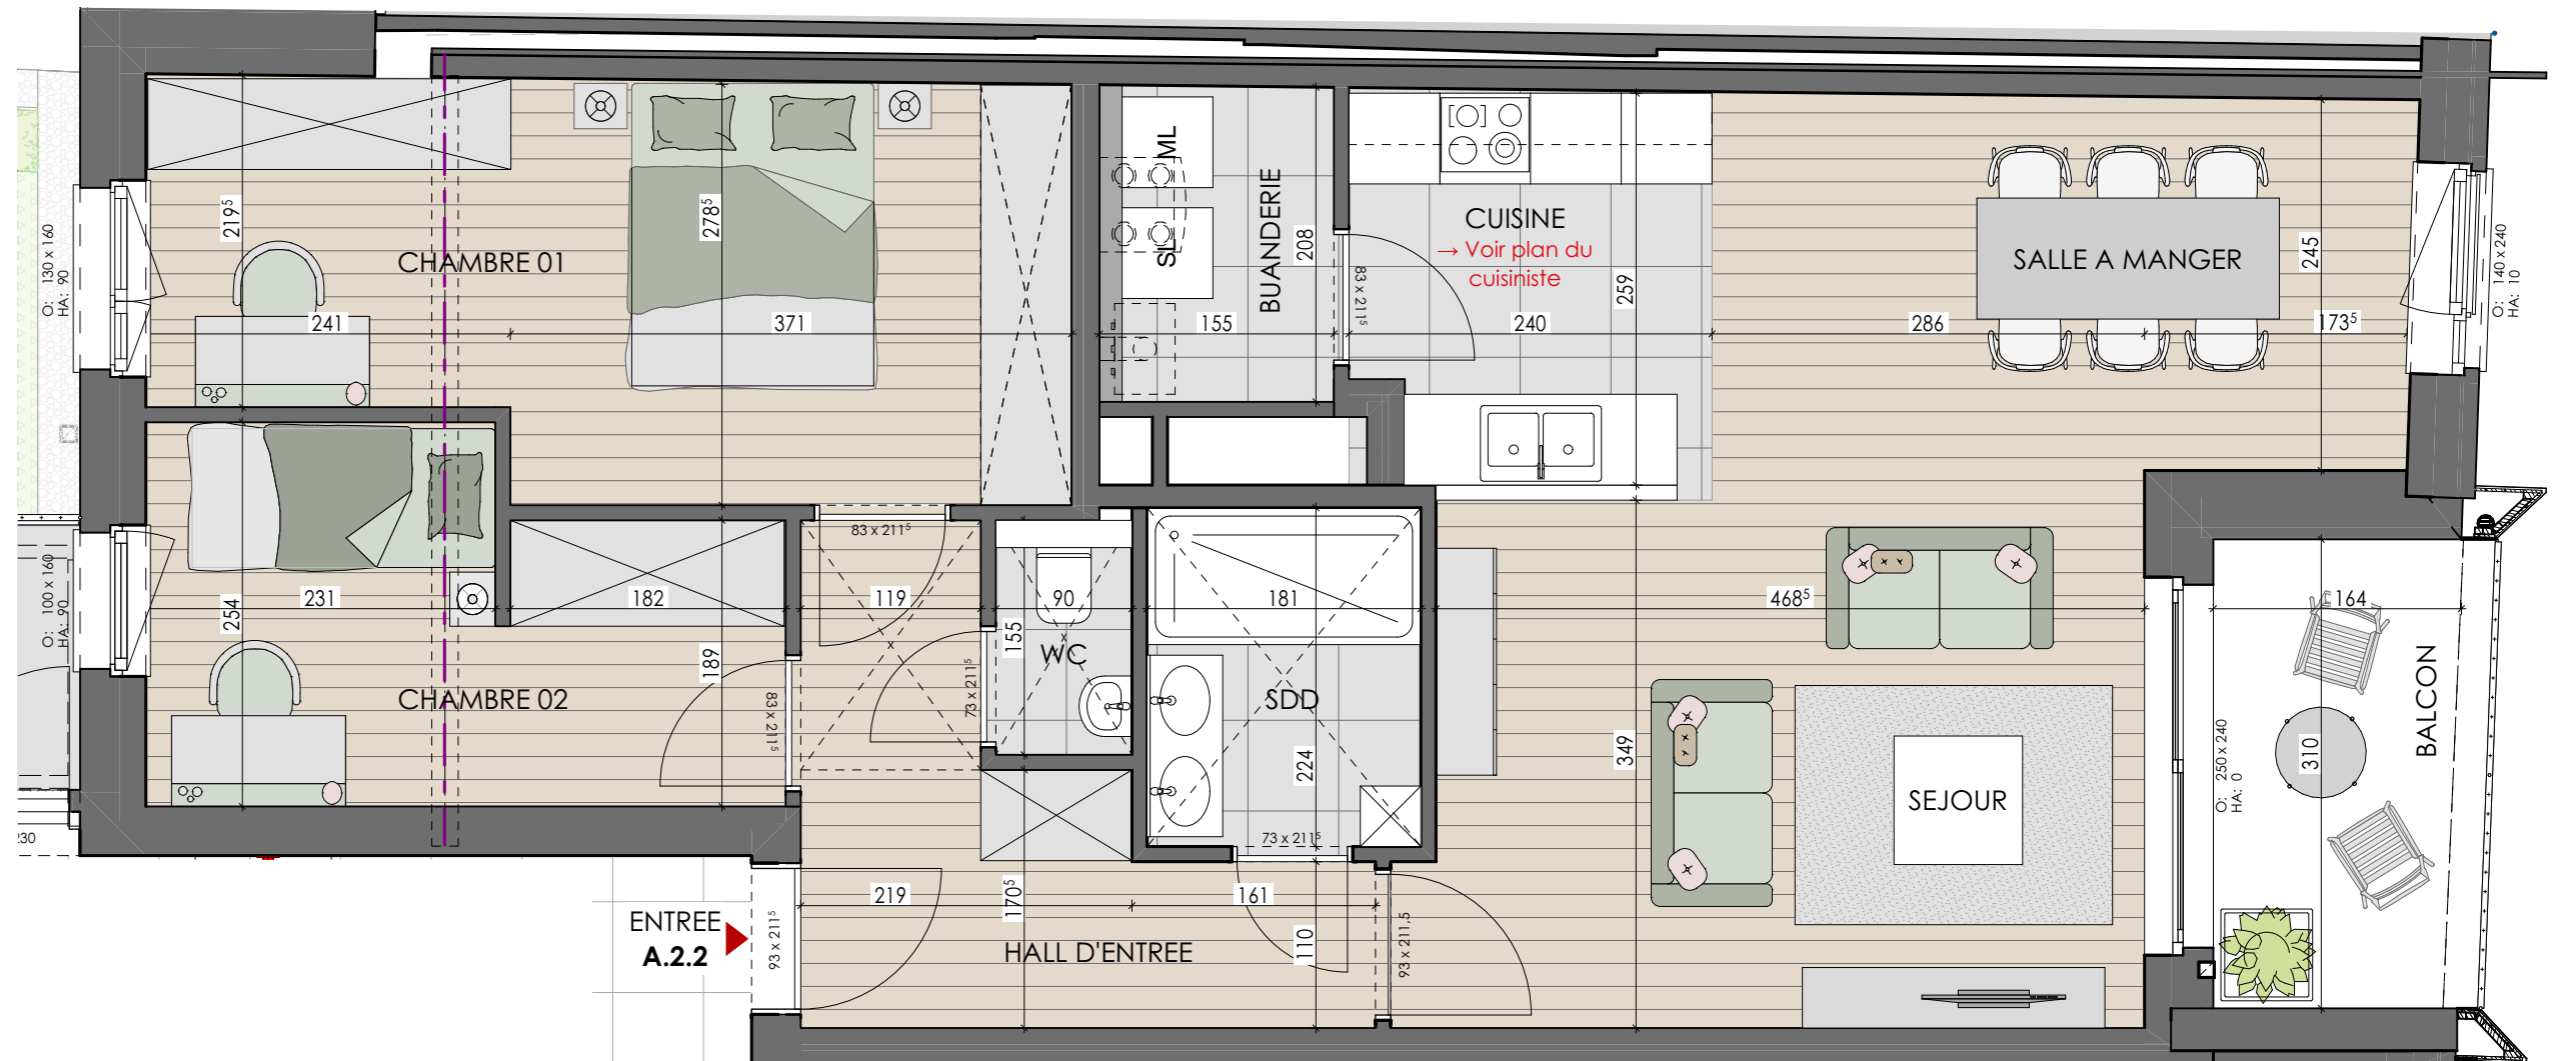 O: 130 x 160
HA: 90
219⁵
CHAMBRE 01
241
278⁵
371
ML
SL
BUANDERIE
208
155
83 x 211⁵
CUISINE
→ Voir plan du
cuisiniste
259
240
SALLE A MANGER
286
245
173⁵
O: 140 x 240
HA: 10
O: 100 x 160
HA: 90
254
231
182
189
CHAMBRE 02
83 x 211⁵
83 x 211⁵
119
73 x 211⁵
90
155
WC
181
SDD
224
73 x 211⁵
468⁵
349
SEJOUR
O: 250 x 240
HA: 0
164
310
BALCON
230
ENTREE
A.2.2
93 x 211⁵
219
170⁵
161
HALL D'ENTREE
110
93 x 211,5